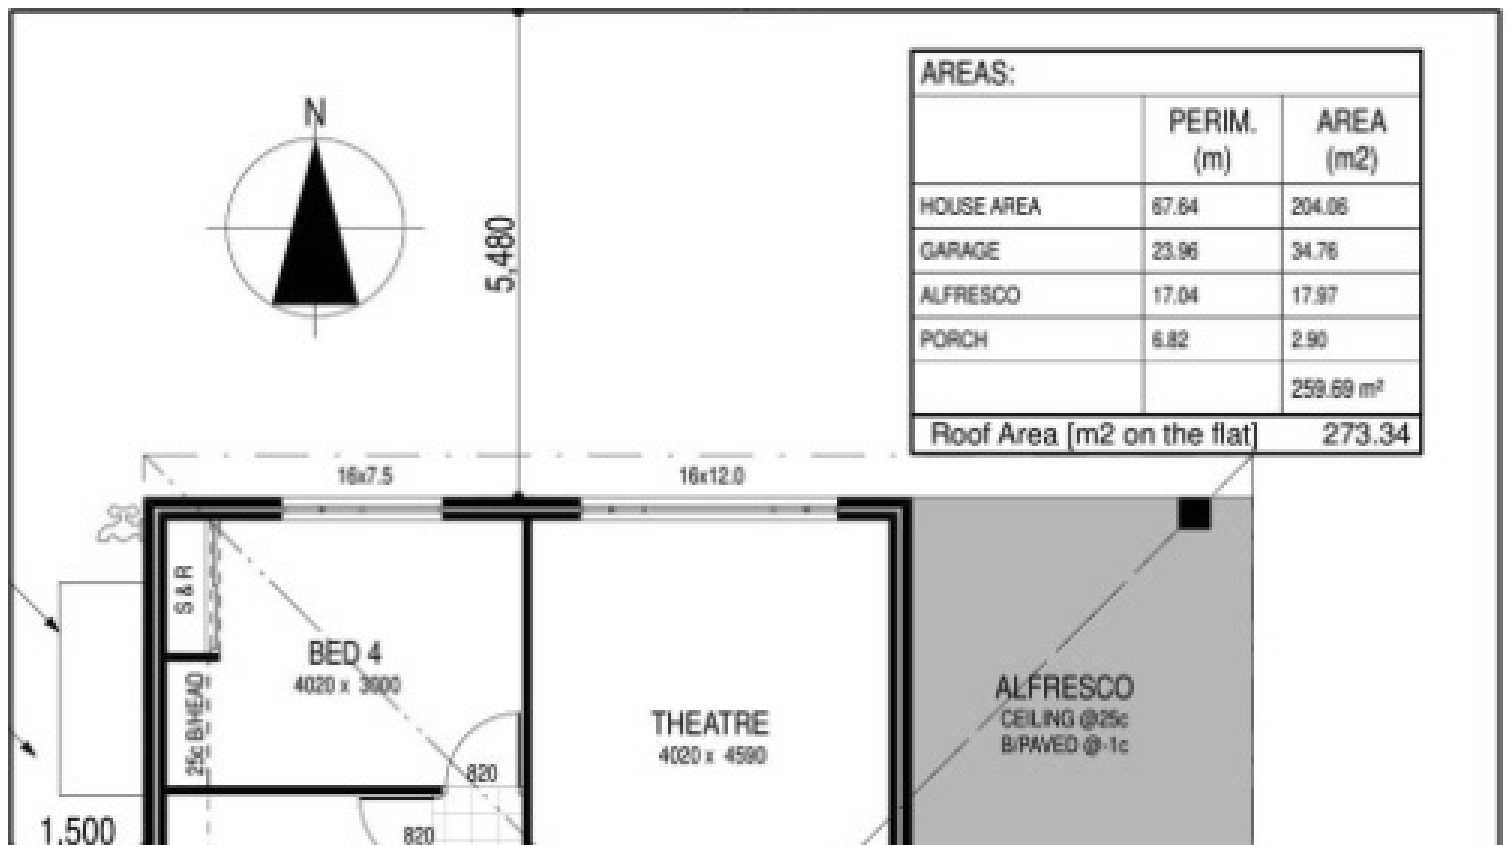 N
5,480
AREAS:
PERIM. (m) AREA (m2)
HOUSE AREA 67.64 204.06
GARAGE 23.96 34.76
ALFRESCO 17.04 17.97
PORCH 6.82 2.90
259.69 m²
Roof Area [m2 on the flat] 273.34
16x7.5
16x12.0
S & R
BED 4
4020 x 3600
25c B/HEAD
THEATRE
4020 x 4590
ALFRESCO
CEILING @25c
B/PAVED @-1c
820
820
1,500